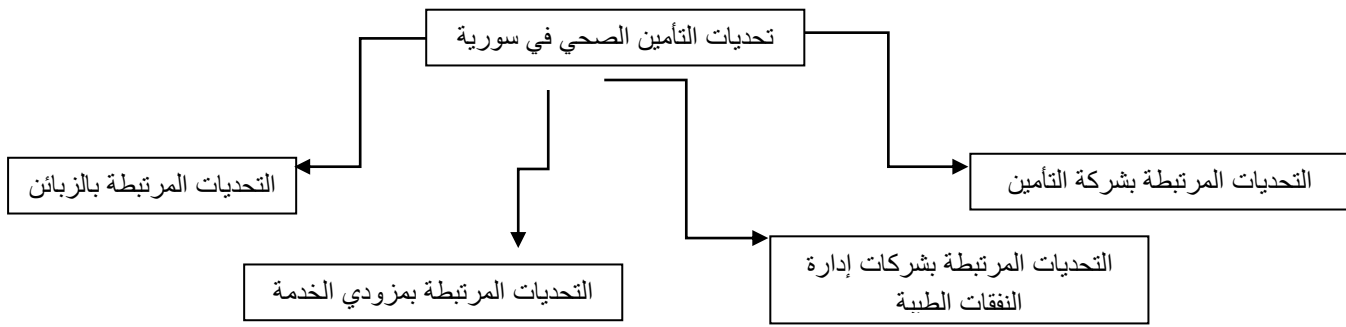 تحديات التأمين الصحي في سورية
التحديات المرتبطة بشركة التأمين
التحديات المرتبطة بالزبائن
التحديات المرتبطة بشركات إدارة
النفقات الطبية
التحديات المرتبطة بمزودي الخدمة